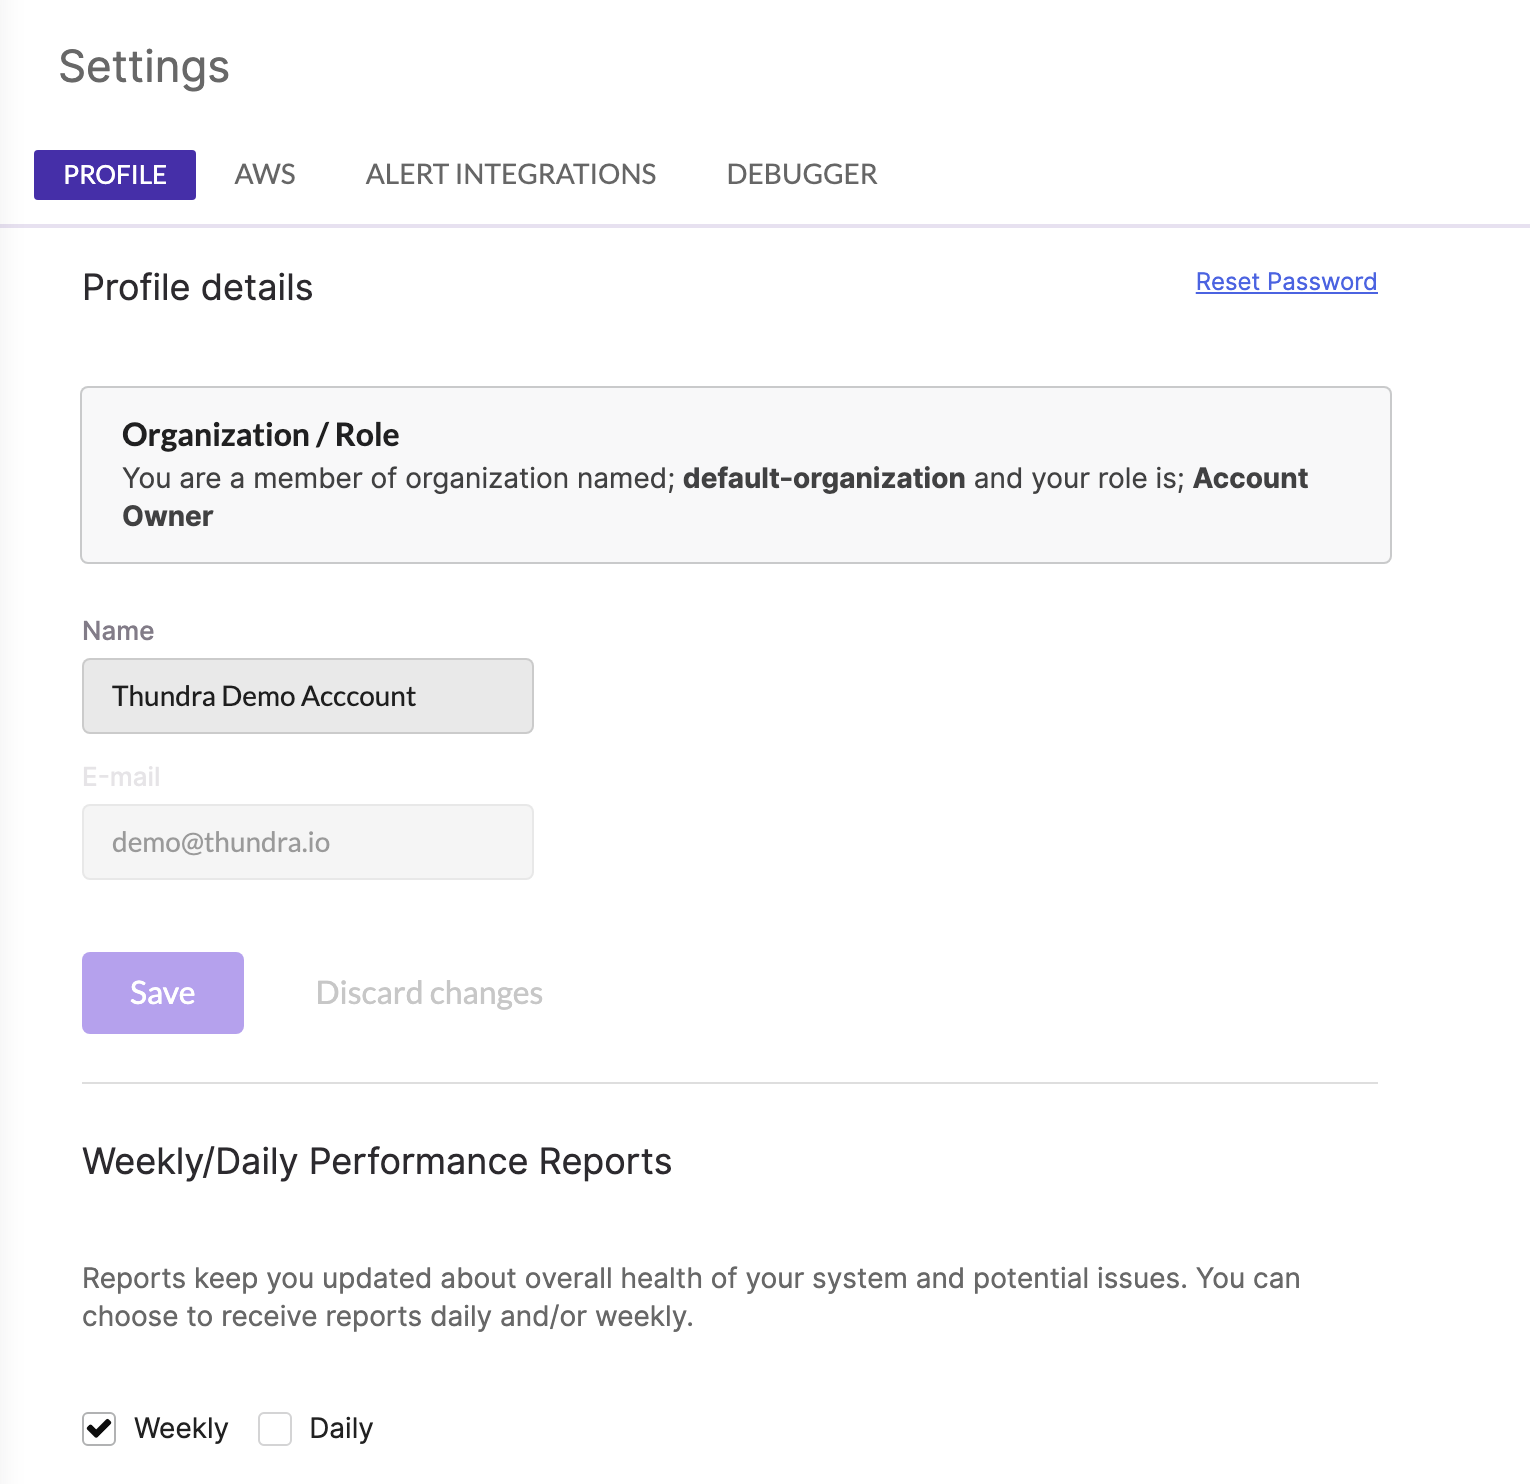 Settings
PROFILE AWS ALERT INTEGRATIONS DEBUGGER
Profile details Reset Password
Organization / Role
You are a member of organization named; default-organization and your role is; Account
Owner
Name
Thundra Demo Acccount
E-mail
demo@thundra.io
Save Discard changes
Weekly/Daily Performance Reports
Reports keep you updated about overall health of your system and potential issues. You can
choose to receive reports daily and/or weekly.
Weekly Daily